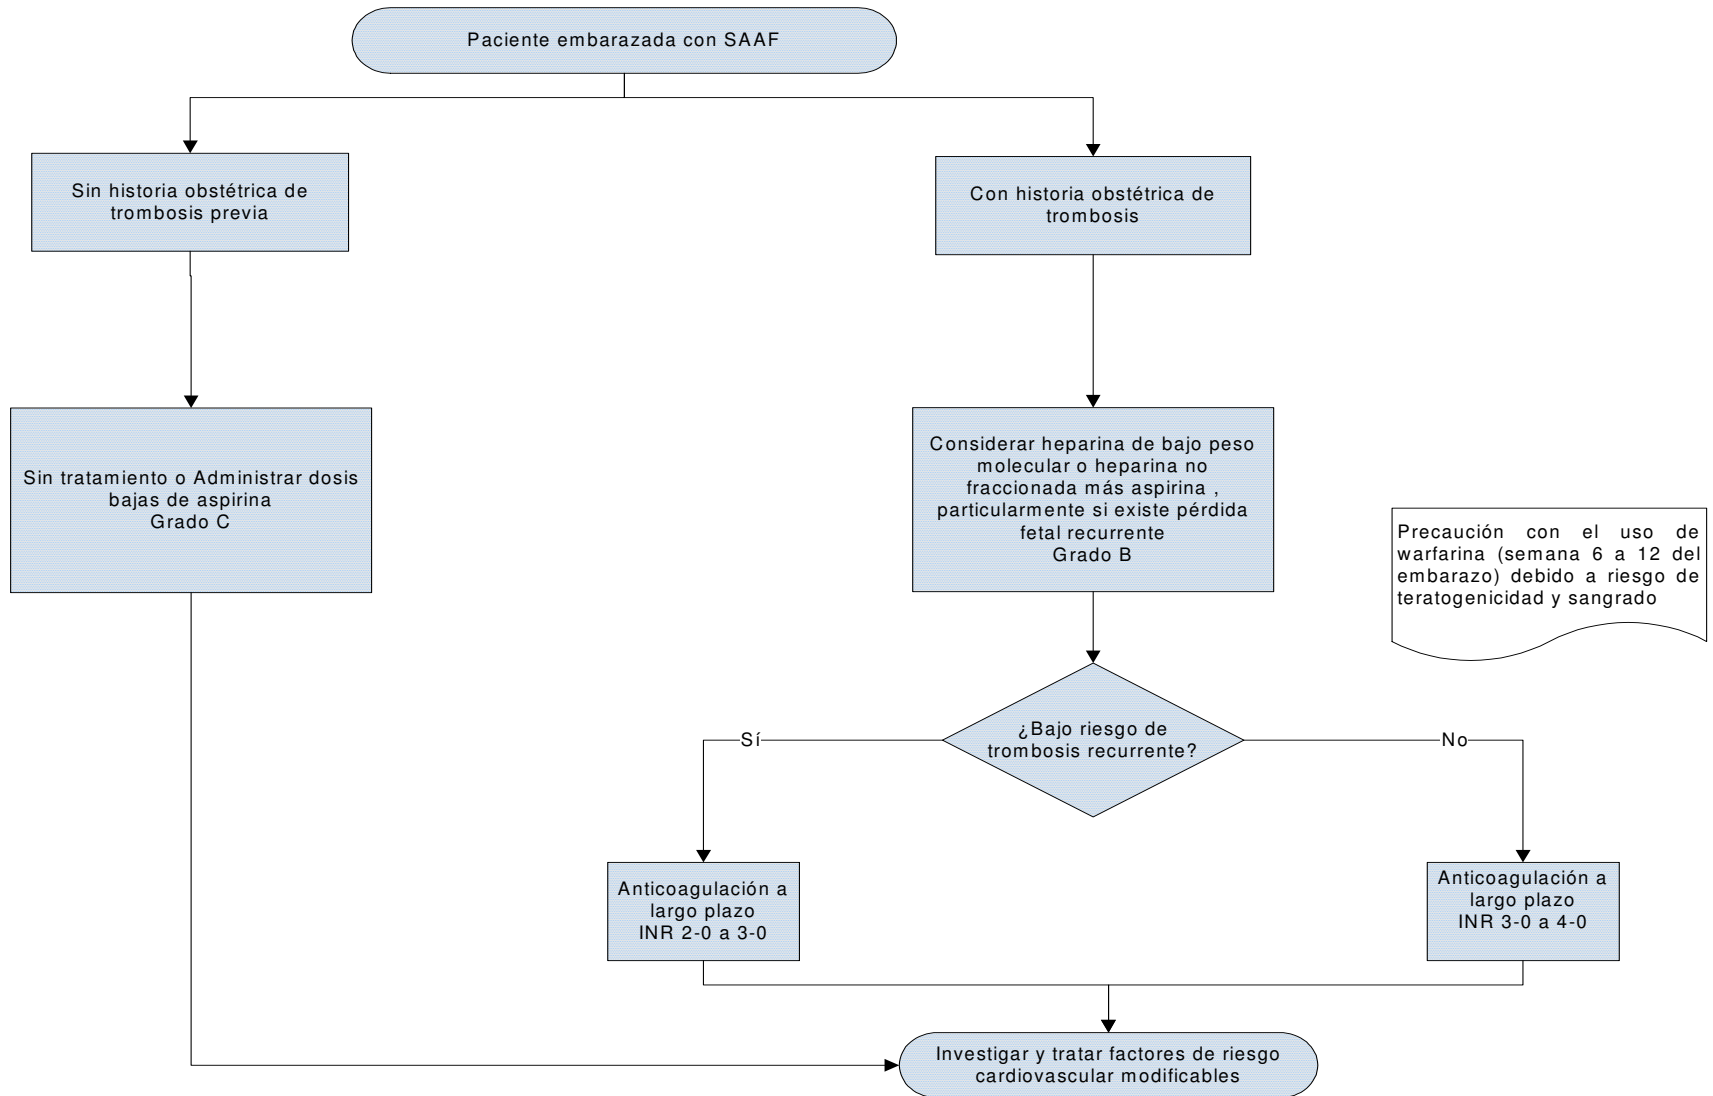 Paciente embarazada con SAAF
Sin historia obstétrica de
trombosis previa
Con historia obstétrica de
trombosis
Sin tratamiento o Administrar dosis
bajas de aspirina
Grado C
Considerar heparina de bajo peso
molecular o heparina no
fraccionada más aspirina ,
particularmente si existe pérdida
fetal recurrente
Grado B
Precaución con el uso de
warfarina (semana 6 a 12 del
embarazo) debido a riesgo de
teratogenicidad y sangrado
¿Bajo riesgo de
trombosis recurrente?
Sí
No
Anticoagulación a
largo plazo
INR 2-0 a 3-0
Anticoagulación a
largo plazo
INR 3-0 a 4-0
Investigar y tratar factores de riesgo
cardiovascular modificables